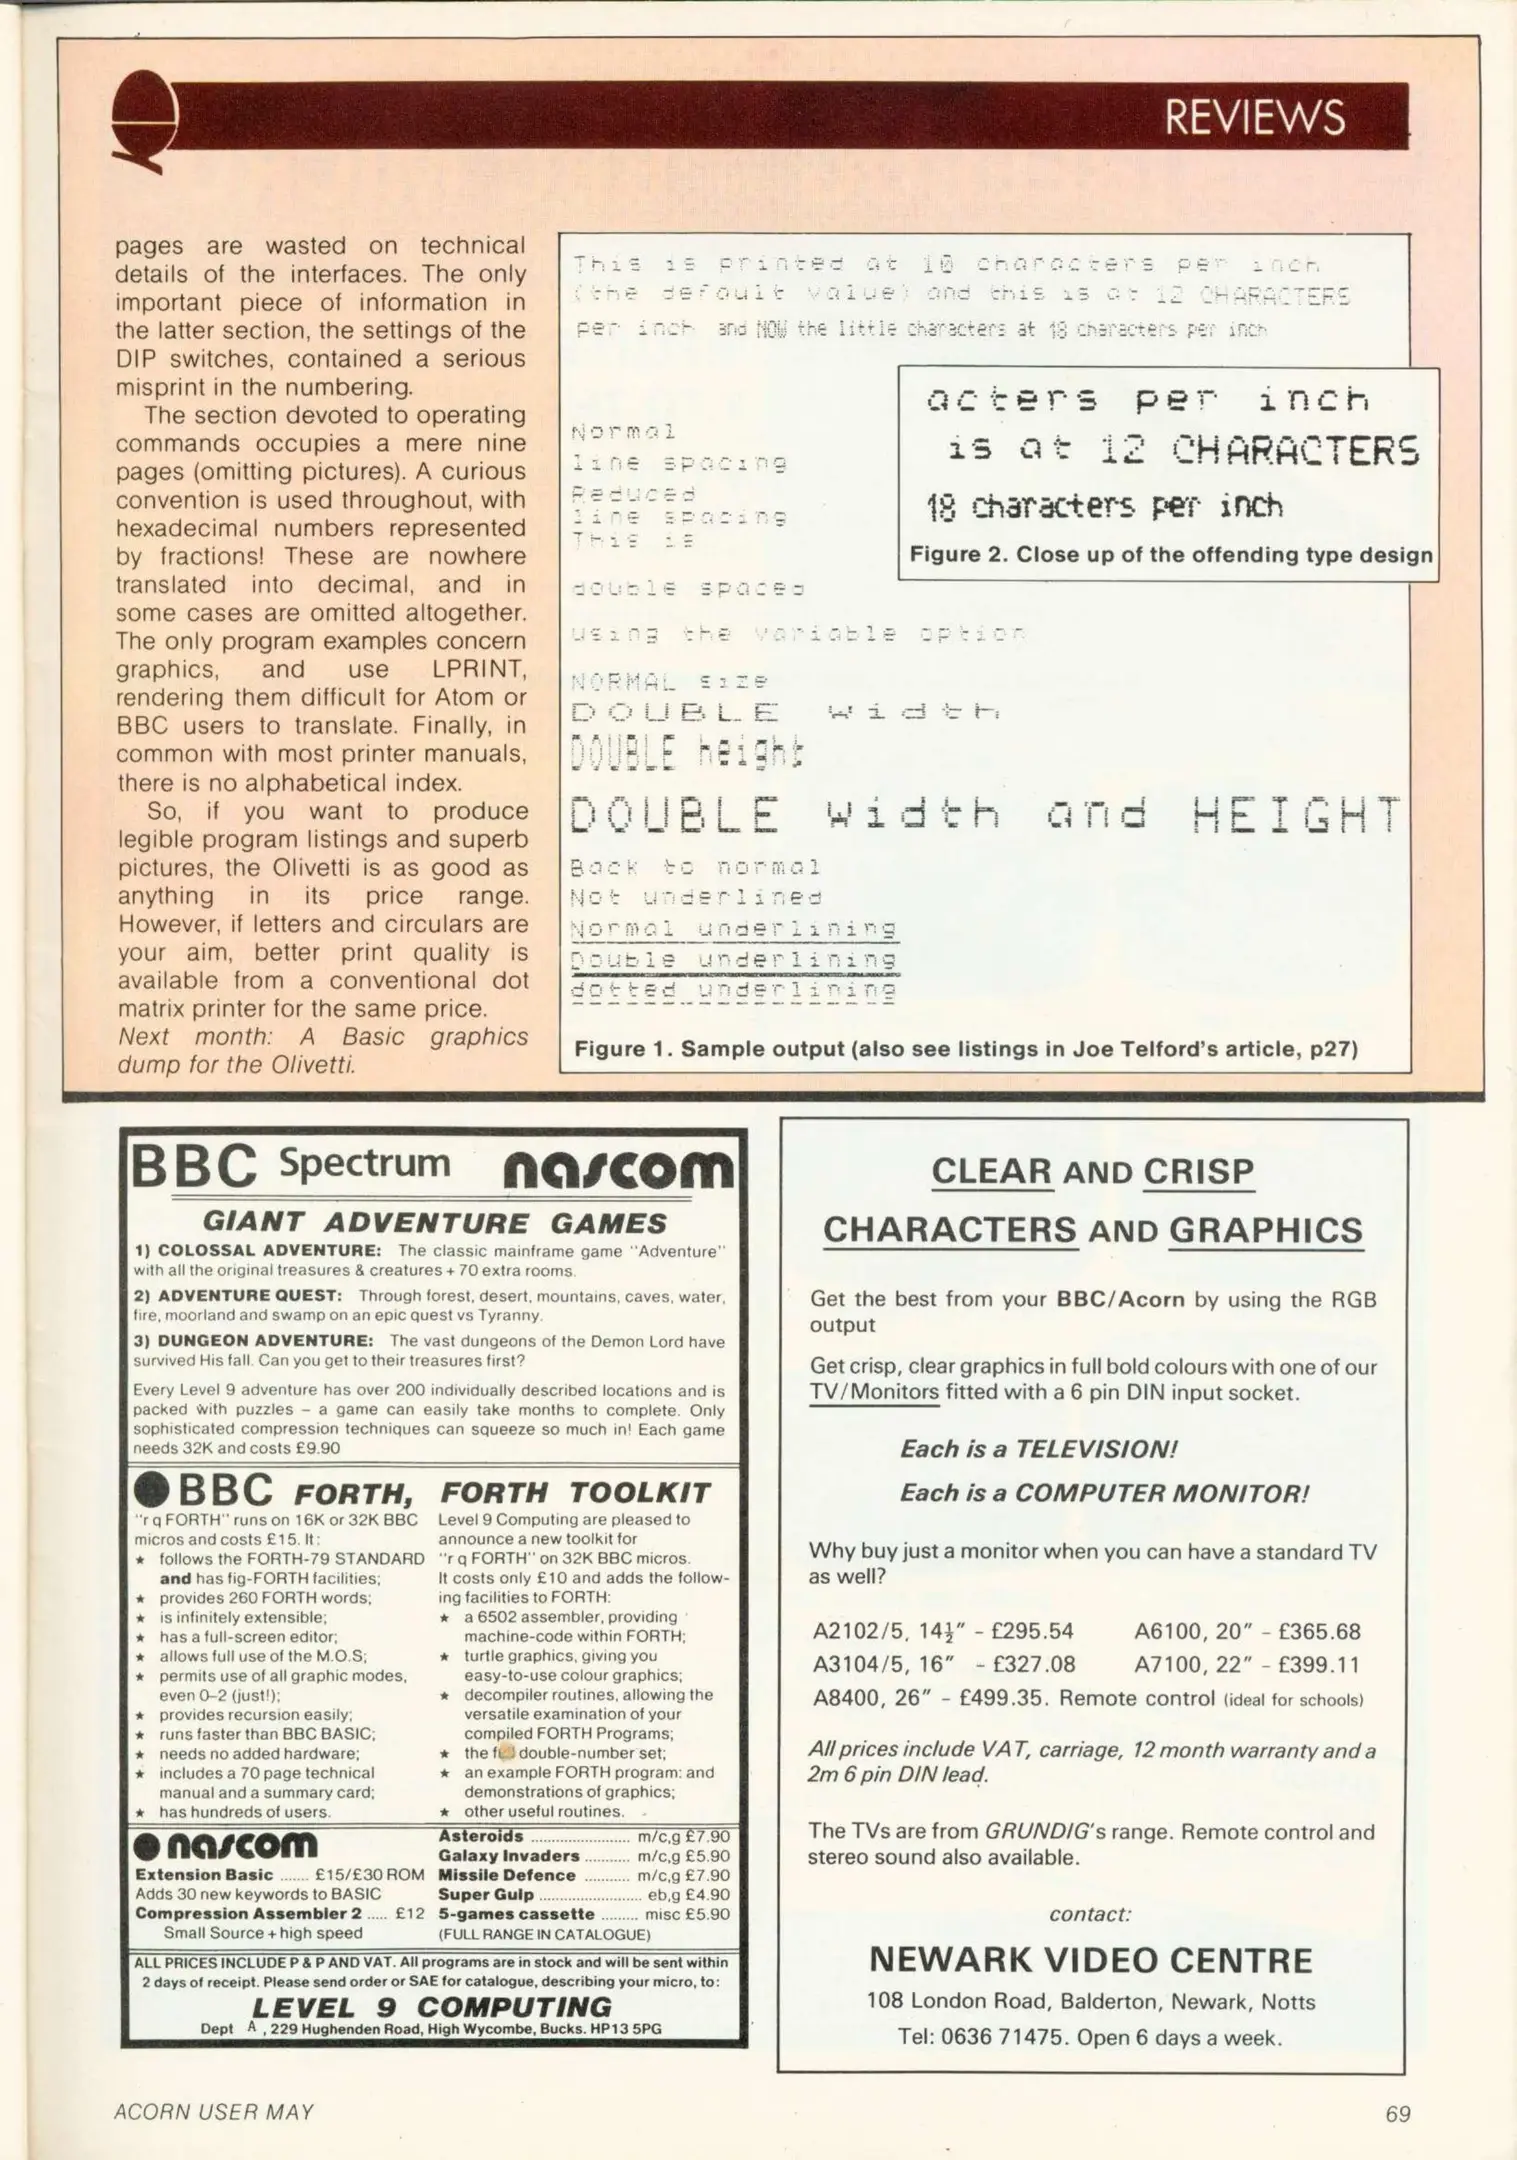 REVIEWS
pages are wasted on technical
details of the interfaces. The only
important piece of information in
the latter section, the settings of the
DIP switches, contained a serious
misprint in the numbering.
The section devoted to operating
commands occupies a mere nine
pages (omitting pictures). A curious
convention is used throughout, with
hexadecimal numbers represented
by fractions! These are nowhere
translated into decimal, and in
some cases are omitted altogether.
The only program examples concern
graphics, and use LPRINT,
rendering them difficult for Atom or
BBC users to translate. Finally, in
common with most printer manuals,
there is no alphabetical index.
So, if you want to produce
legible program listings and superb
pictures, the Olivetti is as good as
anything in its price range.
However, if letters and circulars are
your aim, better print quality is
available from a conventional dot
matrix printer for the same price.
Next month: A Basic graphics
dump for the Olivetti.
This is printed at 10 characters per inch
(the default value) and this is at 12 CHARACTERS
per inch and NOW the little characters at 18 characters per inch
acters per inch
is at 12 CHARACTERS
18 characters per inch
Figure 2. Close up of the offending type design
Normal
line spacing
Reduced
line spacing
This is
double spaced
using the variable option
NORMAL size
DOUBLE width
DOUBLE height
DOUBLE width and HEIGHT
Back to normal
Not underlined
Normal underlining
Double underlining
dotted underlining
Figure 1. Sample output (also see listings in Joe Telford's article, p27)
BBC Spectrum nascom
GIANT ADVENTURE GAMES
1) COLOSSAL ADVENTURE: The classic mainframe game "Adventure"
with all the original treasures & creatures + 70 extra rooms.
2) ADVENTURE QUEST: Through forest, desert, mountains, caves, water,
fire, moorland and swamp on an epic quest vs Tyranny.
3) DUNGEON ADVENTURE: The vast dungeons of the Demon Lord have
survived His fall. Can you get to their treasures first?
Every Level 9 adventure has over 200 individually described locations and is
packed with puzzles – a game can easily take months to complete. Only
sophisticated compression techniques can squeeze so much in! Each game
needs 32K and costs £9.90
● BBC FORTH,
"r q FORTH" runs on 16K or 32K BBC
micros and costs £15. It:
★ follows the FORTH-79 STANDARD
and has fig-FORTH facilities;
★ provides 260 FORTH words;
★ is infinitely extensible;
★ has a full-screen editor;
★ allows full use of the M.O.S;
★ permits use of all graphic modes,
even 0–2 (just!);
★ provides recursion easily;
★ runs faster than BBC BASIC;
★ needs no added hardware;
★ includes a 70 page technical
manual and a summary card;
★ has hundreds of users.
FORTH TOOLKIT
Level 9 Computing are pleased to
announce a new toolkit for
"r q FORTH" on 32K BBC micros.
It costs only £10 and adds the follow-
ing facilities to FORTH:
★ a 6502 assembler, providing
machine-code within FORTH;
★ turtle graphics, giving you
easy-to-use colour graphics;
★ decompiler routines, allowing the
versatile examination of your
compiled FORTH Programs;
★ the double-number set;
★ an example FORTH program: and
demonstrations of graphics;
★ other useful routines.
● nascom
Extension Basic ....... £15/£30 ROM
Adds 30 new keywords to BASIC
Compression Assembler 2 ..... £12
Small Source + high speed
Asteroids ........................ m/c,g £7.90
Galaxy Invaders ........... m/c,g £5.90
Missile Defence ........... m/c,g £7.90
Super Gulp ......................... eb,g £4.90
5-games cassette ......... misc £5.90
(FULL RANGE IN CATALOGUE)
ALL PRICES INCLUDE P & P AND VAT. All programs are in stock and will be sent within
2 days of receipt. Please send order or SAE for catalogue, describing your micro, to:
LEVEL 9 COMPUTING
Dept A , 229 Hughenden Road, High Wycombe, Bucks. HP13 5PG
CLEAR AND CRISP
CHARACTERS AND GRAPHICS
Get the best from your BBC/Acorn by using the RGB
output
Get crisp, clear graphics in full bold colours with one of our
TV/Monitors fitted with a 6 pin DIN input socket.
Each is a TELEVISION!
Each is a COMPUTER MONITOR!
Why buy just a monitor when you can have a standard TV
as well?
A2102/5, 14½" – £295.54 A6100, 20" – £365.68
A3104/5, 16" – £327.08 A7100, 22" – £399.11
A8400, 26" – £499.35. Remote control (ideal for schools)
All prices include VAT, carriage, 12 month warranty and a
2m 6 pin DIN lead.
The TVs are from GRUNDIG's range. Remote control and
stereo sound also available.
contact:
NEWARK VIDEO CENTRE
108 London Road, Balderton, Newark, Notts
Tel: 0636 71475. Open 6 days a week.
ACORN USER MAY
69